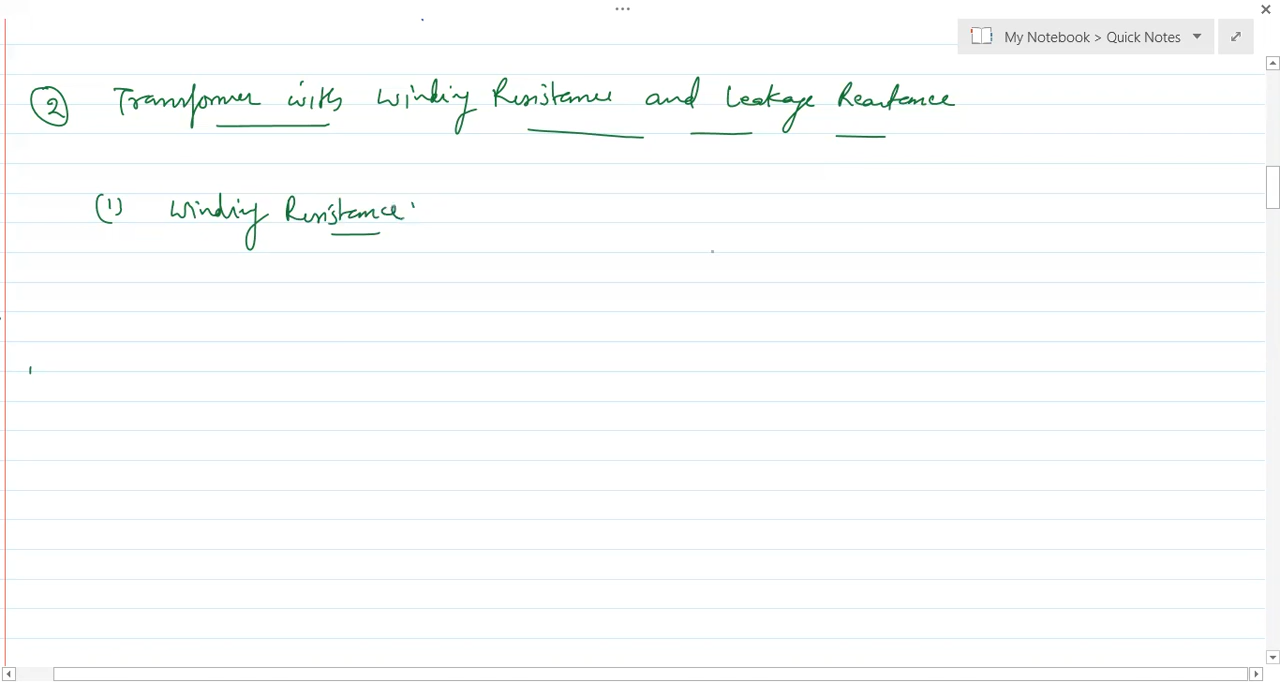 My Notebook > Quick Notes
② Transformer with Winding Resistance and Leakage Reactance
(1) Winding Resistance